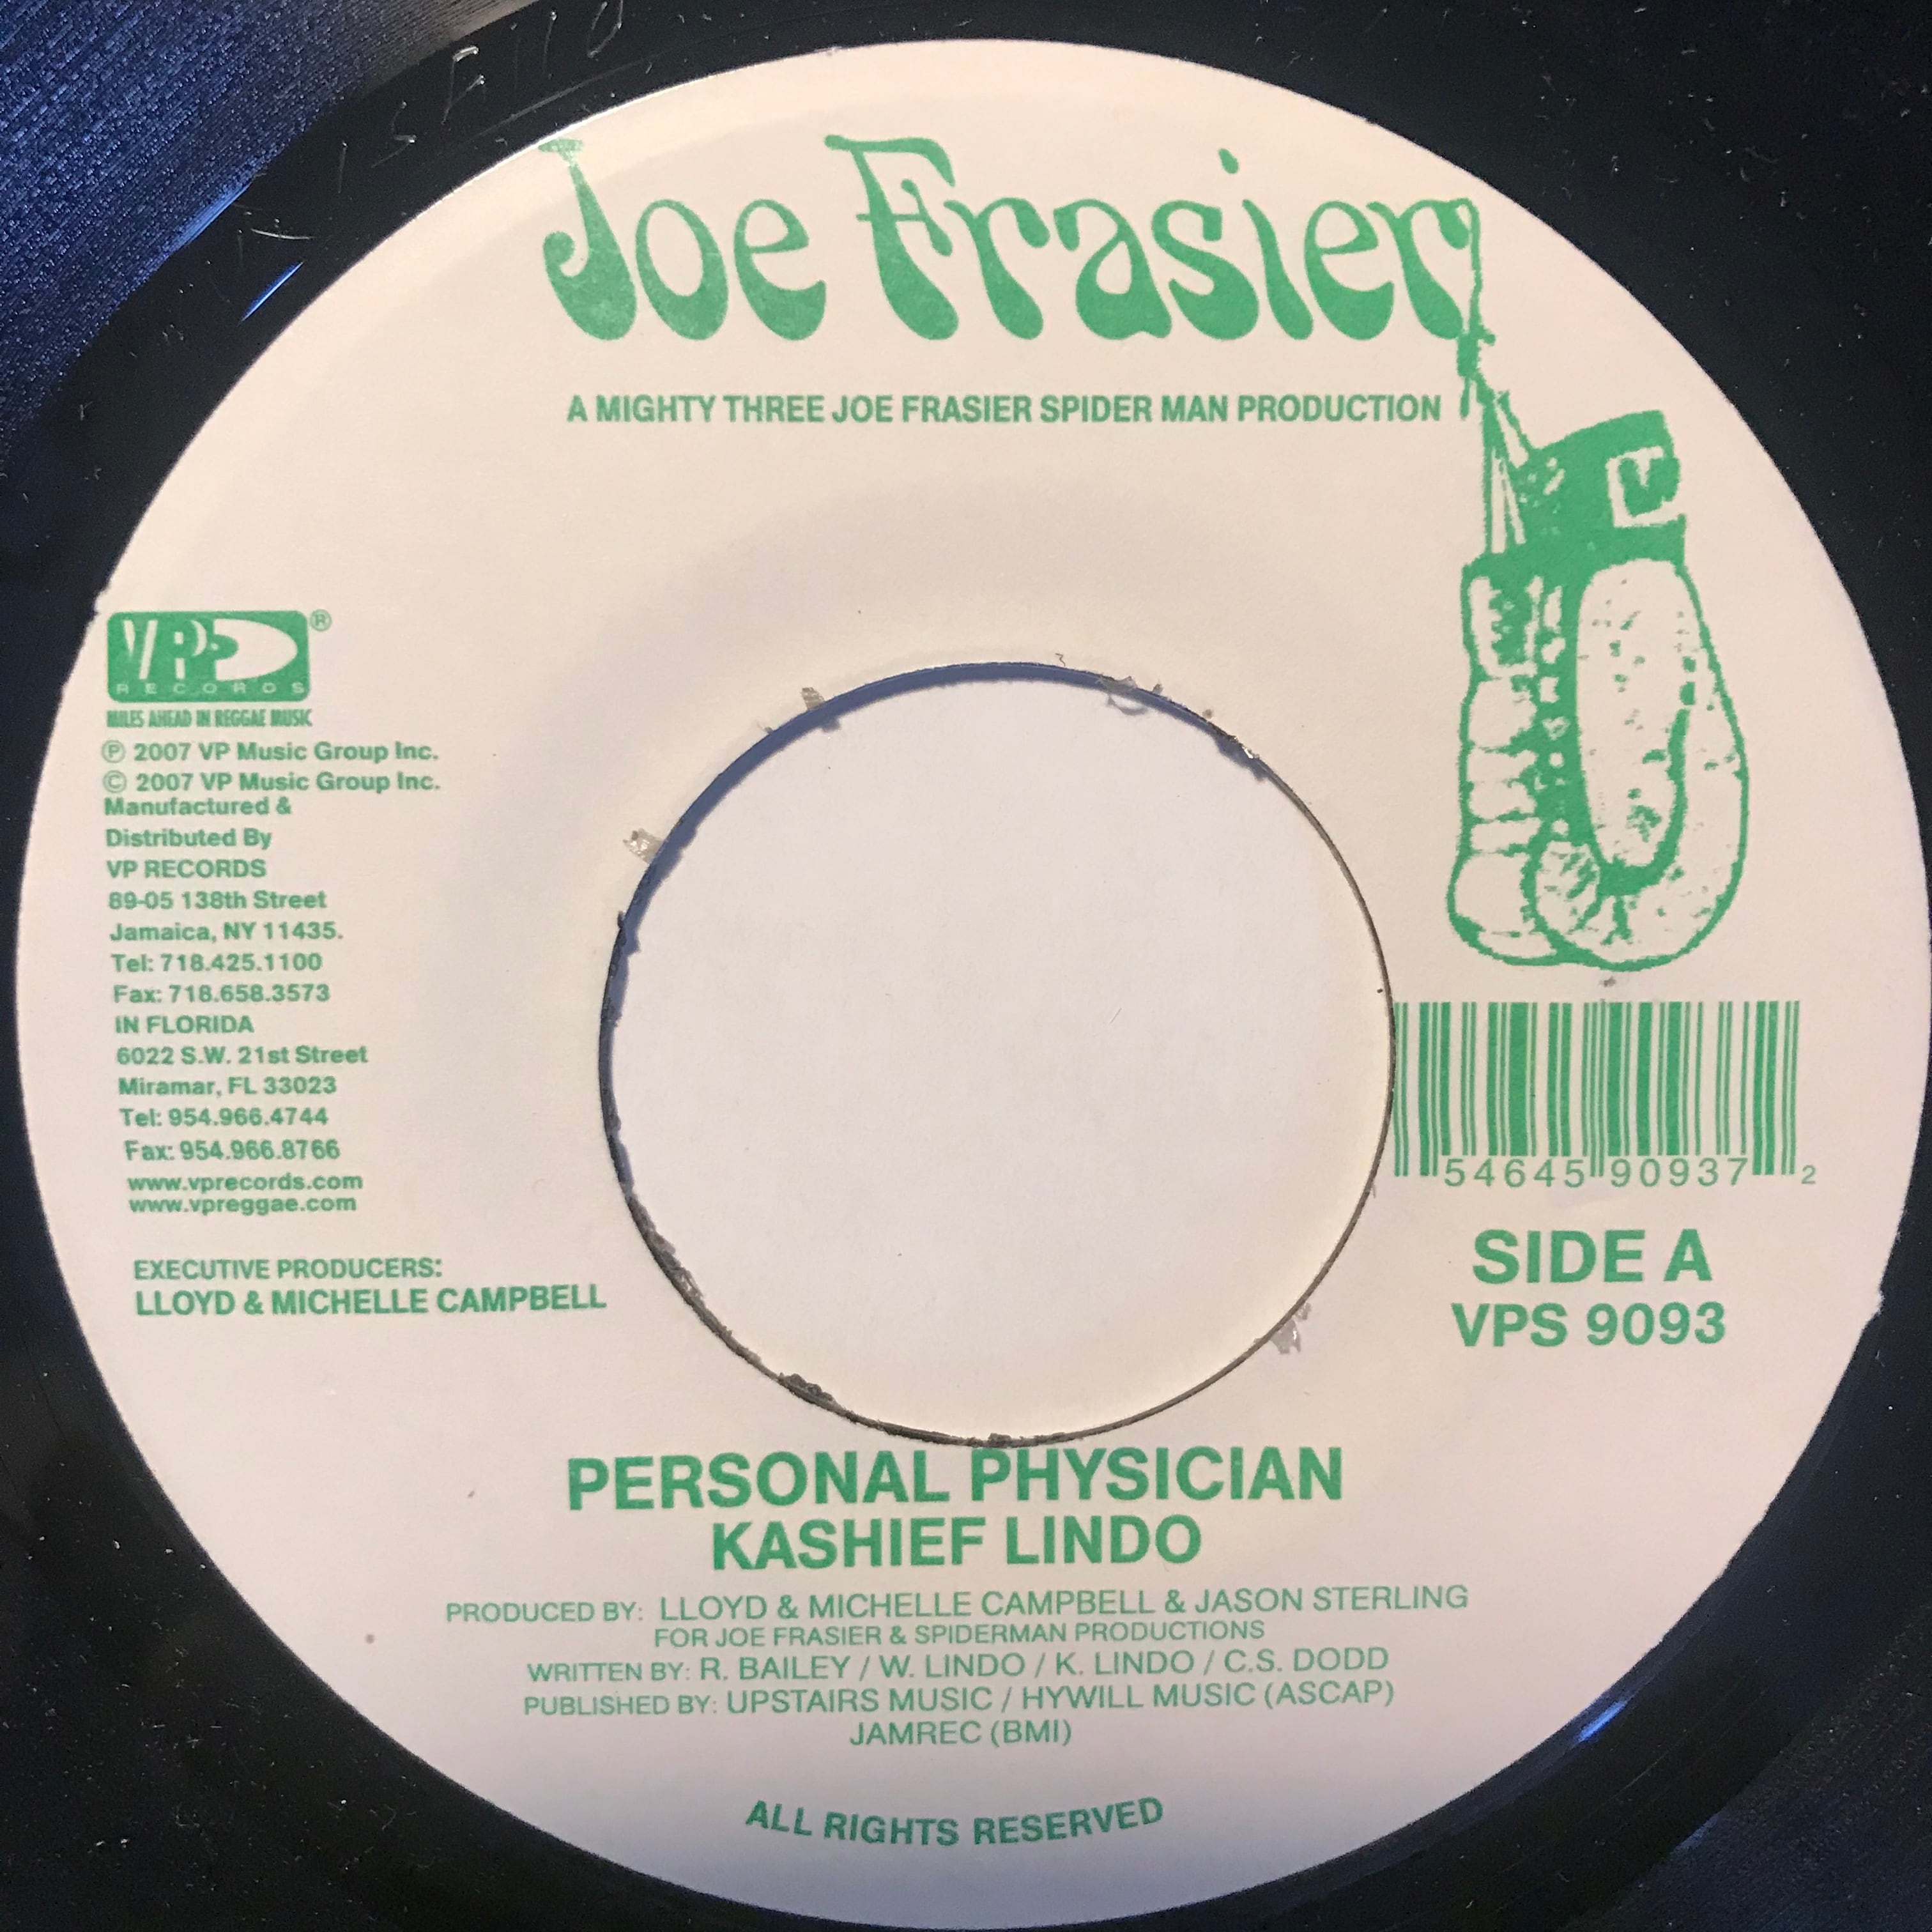 Joe Frasier
A MIGHTY THREE JOE FRASIER SPIDER MAN PRODUCTION
VP RECORDS ®
MILES AHEAD IN REGGAE MUSIC
℗ 2007 VP Music Group Inc.
© 2007 VP Music Group Inc.
Manufactured &
Distributed By
VP RECORDS
89-05 138th Street
Jamaica, NY 11435.
Tel: 718.425.1100
Fax: 718.658.3573
IN FLORIDA
6022 S.W. 21st Street
Miramar, FL 33023
Tel: 954.966.4744
Fax: 954.966.8766
www.vprecords.com
www.vpreggae.com
EXECUTIVE PRODUCERS:
LLOYD & MICHELLE CAMPBELL
54645 90937 2
SIDE A
VPS 9093
PERSONAL PHYSICIAN
KASHIEF LINDO
PRODUCED BY: LLOYD & MICHELLE CAMPBELL & JASON STERLING
FOR JOE FRASIER & SPIDERMAN PRODUCTIONS
WRITTEN BY: R. BAILEY / W. LINDO / K. LINDO / C.S. DODD
PUBLISHED BY: UPSTAIRS MUSIC / HYWILL MUSIC (ASCAP)
JAMREC (BMI)
ALL RIGHTS RESERVED